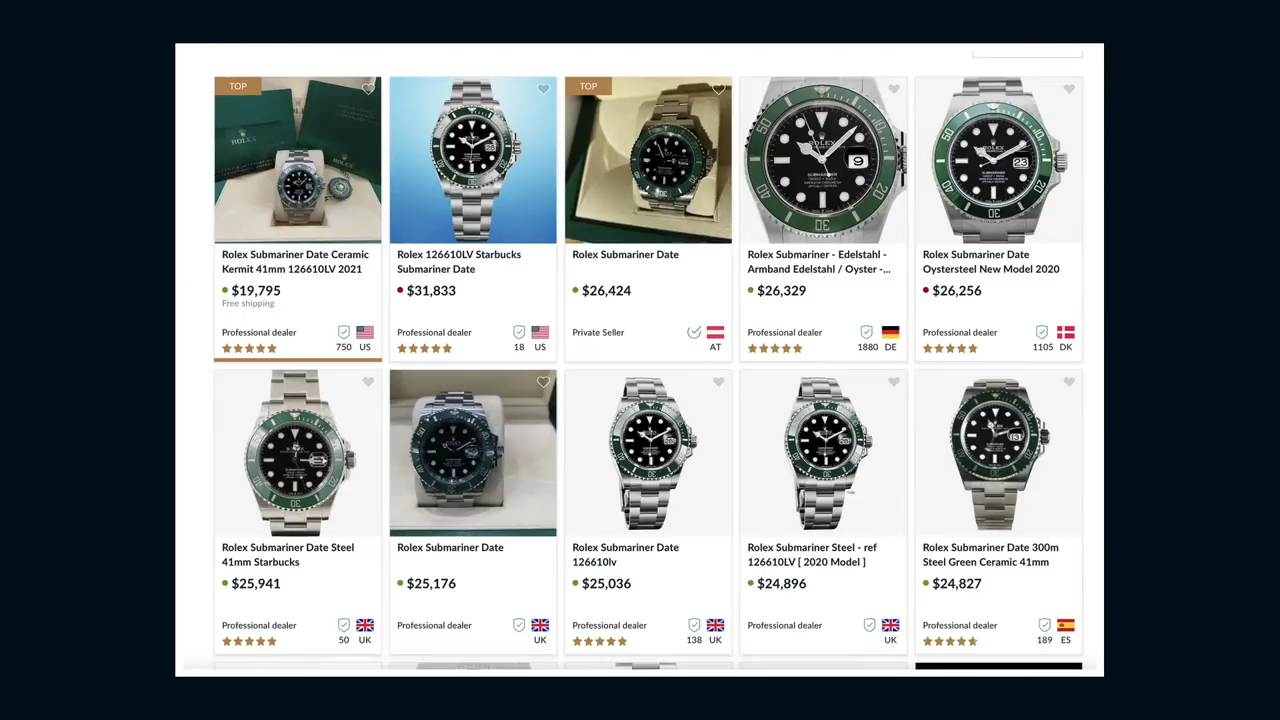 TOP
TOP
Rolex Submariner Date Ceramic
Kermit 41mm 126610LV 2021
$19,795
Free shipping
Professional dealer
750 US
Rolex 126610LV Starbucks
Submariner Date
$31,833
Professional dealer
18 US
Rolex Submariner Date
$26,424
Private Seller
AT
Rolex Submariner - Edelstahl -
Armband Edelstahl / Oyster -...
$26,329
Professional dealer
1880 DE
Rolex Submariner Date
Oystersteel New Model 2020
$26,256
Professional dealer
1105 DK
Rolex Submariner Date Steel
41mm Starbucks
$25,941
Professional dealer
50 UK
Rolex Submariner Date
$25,176
Professional dealer
UK
Rolex Submariner Date
126610lv
$25,036
Professional dealer
138 UK
Rolex Submariner Steel - ref
126610LV [ 2020 Model ]
$24,896
Professional dealer
UK
Rolex Submariner Date 300m
Steel Green Ceramic 41mm
$24,827
Professional dealer
189 ES